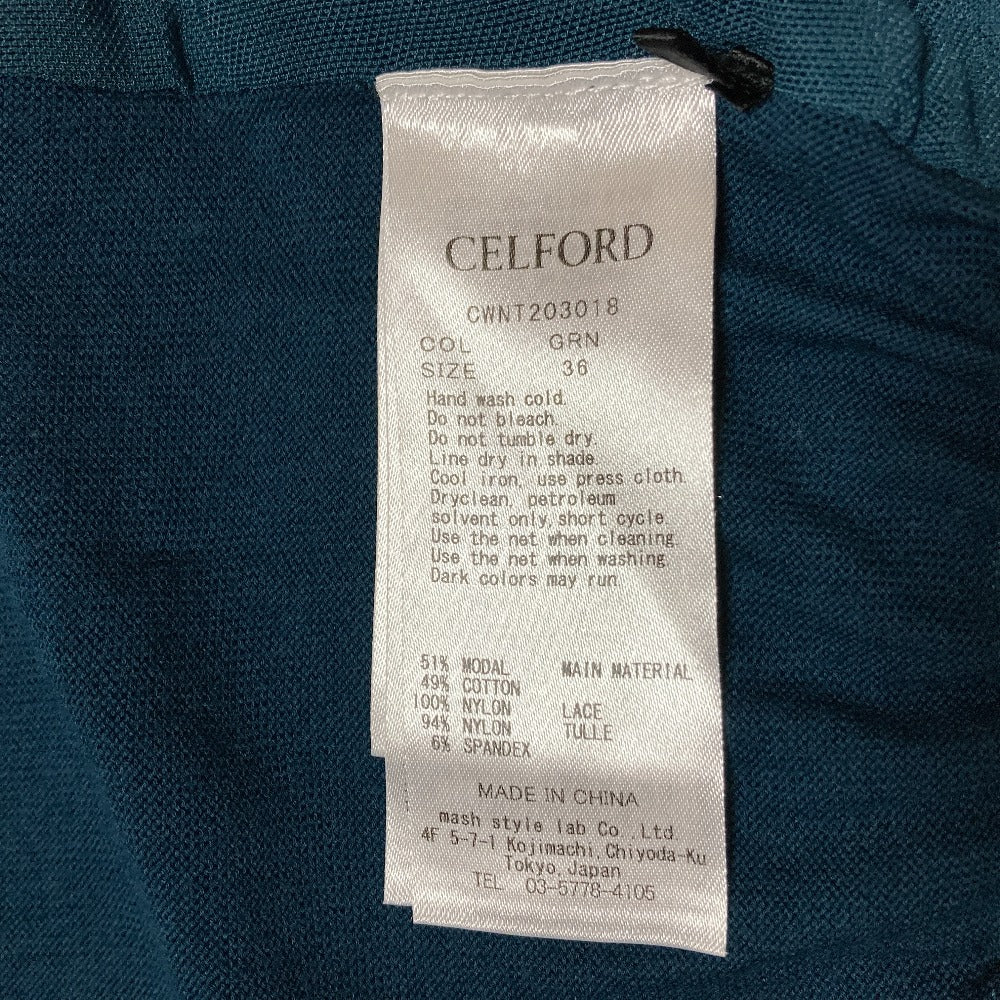 CELFORD
CWNT203018
COL GRN
SIZE 36
Hand wash cold.
Do not bleach.
Do not tumble dry.
Line dry in shade.
Cool iron, use press cloth.
Dryclean, petroleum
solvent only, short cycle.
Use the net when cleaning.
Use the net when washing.
Dark colors may run.
51% MODAL MAIN MATERIAL
49% COTTON
100% NYLON LACE
94% NYLON TULLE
6% SPANDEX
MADE IN CHINA
mash style lab Co.,Ltd.
4F 5-7-1 Kojimachi, Chiyoda-Ku
Tokyo, Japan
TEL 03-5778-4105